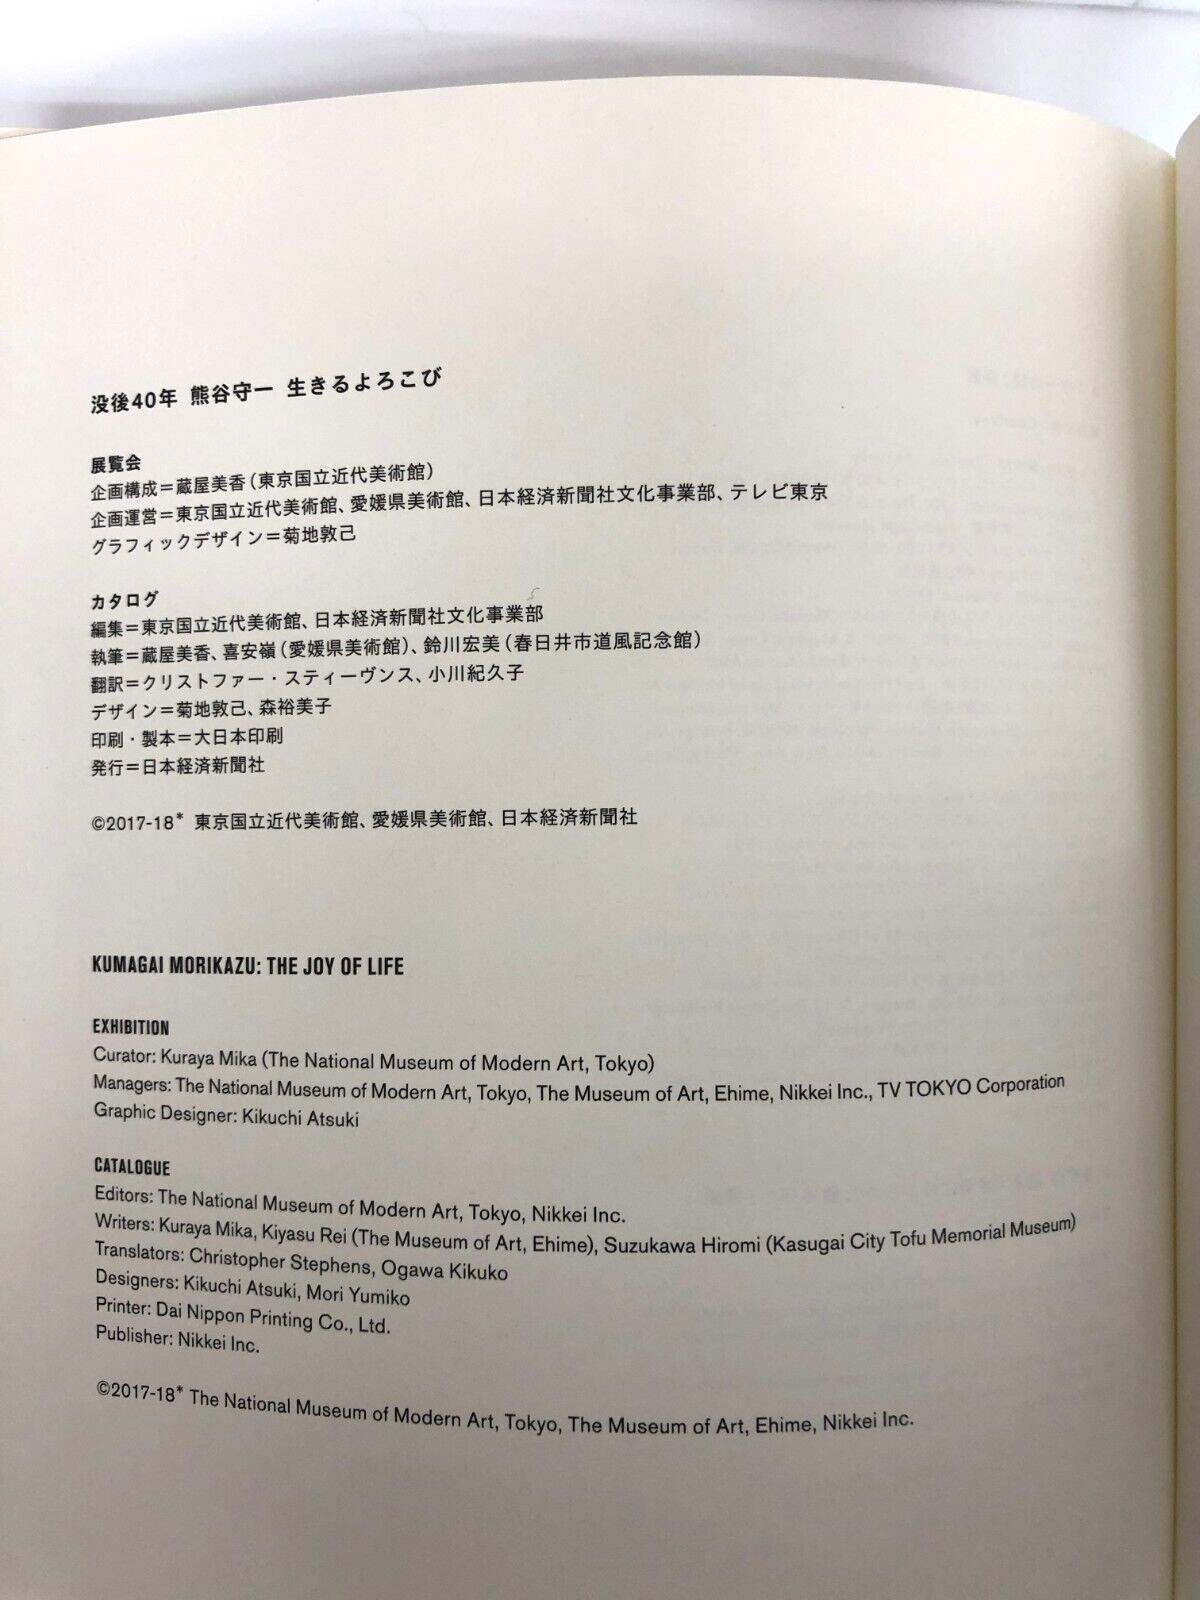 没後40年 熊谷守一 生きるよろこび
展覧会
企画構成＝蔵屋美香（東京国立近代美術館）
企画運営＝東京国立近代美術館、愛媛県美術館、日本経済新聞社文化事業部、テレビ東京
グラフィックデザイン＝菊地敦己
カタログ
編集＝東京国立近代美術館、日本経済新聞社文化事業部
執筆＝蔵屋美香、喜安嶺（愛媛県美術館）、鈴川宏美（春日井市道風記念館）
翻訳＝クリストファー・スティーヴンス、小川紀久子
デザイン＝菊地敦己、森裕美子
印刷・製本＝大日本印刷
発行＝日本経済新聞社
©2017-18* 東京国立近代美術館、愛媛県美術館、日本経済新聞社
KUMAGAI MORIKAZU: THE JOY OF LIFE
EXHIBITION
Curator: Kuraya Mika (The National Museum of Modern Art, Tokyo)
Managers: The National Museum of Modern Art, Tokyo, The Museum of Art, Ehime, Nikkei Inc., TV TOKYO Corporation
Graphic Designer: Kikuchi Atsuki
CATALOGUE
Editors: The National Museum of Modern Art, Tokyo, Nikkei Inc.
Writers: Kuraya Mika, Kiyasu Rei (The Museum of Art, Ehime), Suzukawa Hiromi (Kasugai City Tofu Memorial Museum)
Translators: Christopher Stephens, Ogawa Kikuko
Designers: Kikuchi Atsuki, Mori Yumiko
Printer: Dai Nippon Printing Co., Ltd.
Publisher: Nikkei Inc.
©2017-18* The National Museum of Modern Art, Tokyo, The Museum of Art, Ehime, Nikkei Inc.